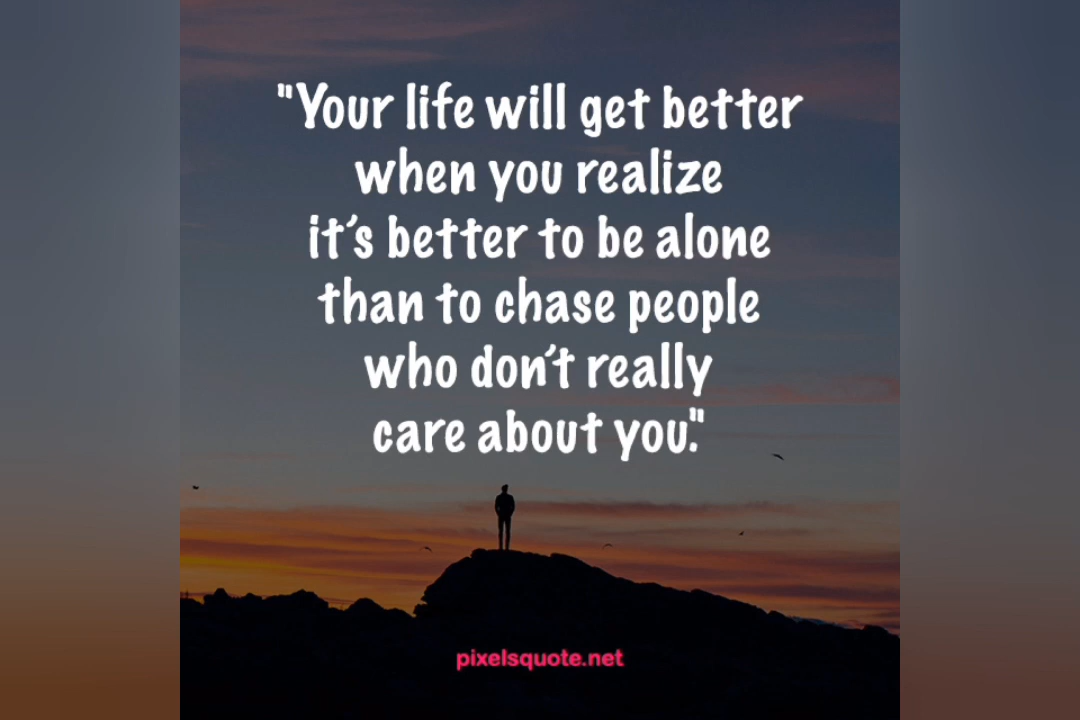 "Your life will get better
when you realize
it's better to be alone
than to chase people
who don't really
care about you."
pixelsquote.net